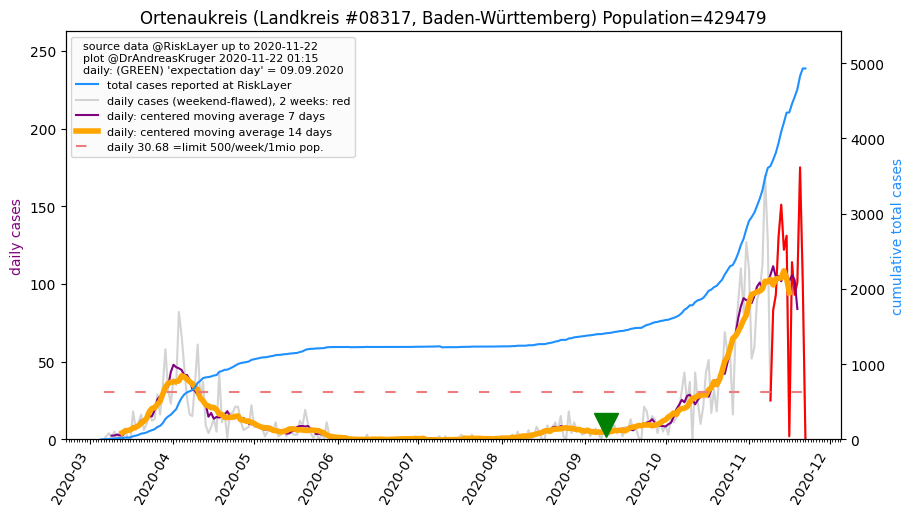 Ortenaukreis (Landkreis #08317, Baden-Württemberg) Population=429479
source data @RiskLayer up to 2020-11-22
plot @DrAndreasKruger 2020-11-22 01:15
daily: (GREEN) 'expectation day' = 09.09.2020
total cases reported at RiskLayer
daily cases (weekend-flawed), 2 weeks: red
daily: centered moving average 7 days
daily: centered moving average 14 days
daily 30.68 =limit 500/week/1mio pop.
daily cases
250
200
150
100
50
0
cumulative total cases
5000
4000
3000
2000
1000
0
2020-03
2020-04
2020-05
2020-06
2020-07
2020-08
2020-09
2020-10
2020-11
2020-12